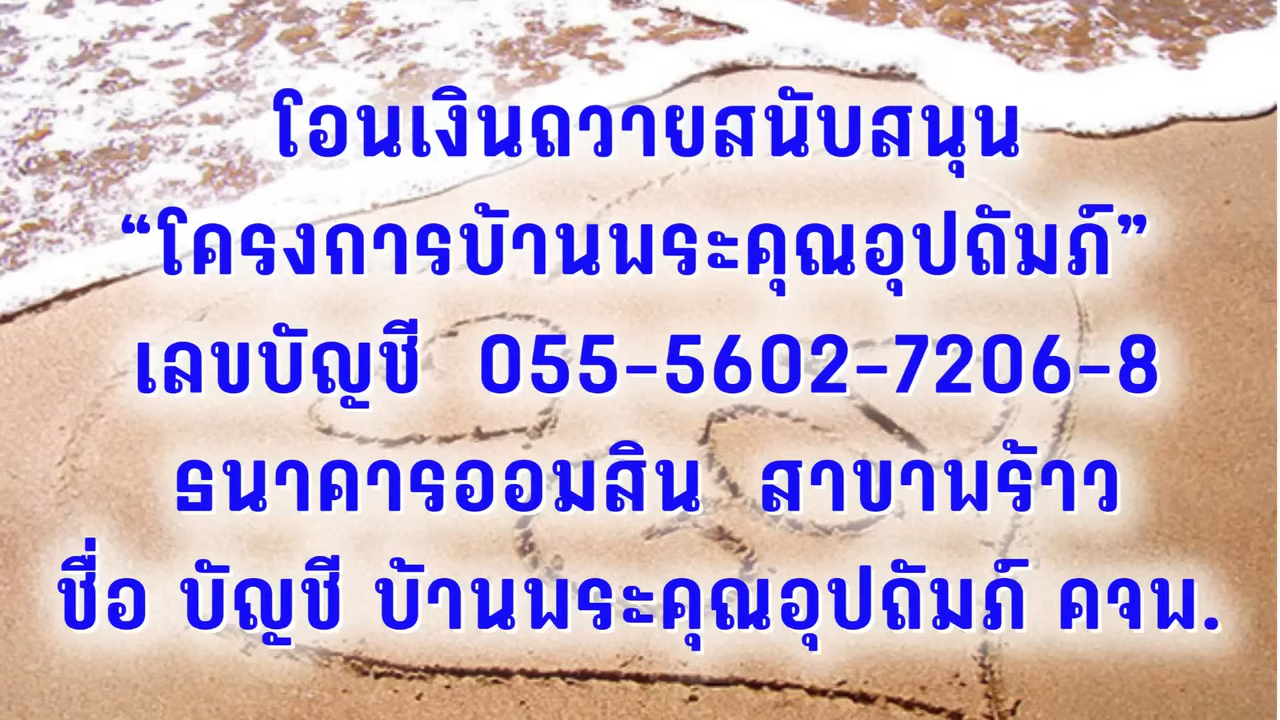 โอนเงินถวายสนับสนุน
“โครงการบ้านพระคุณอุปถัมภ์”
เลขบัญชี 055-5602-7206-8
ธนาคารออมสิน สาขาพร้าว
ชื่อ บัญชี บ้านพระคุณอุปถัมภ์ คจพ.